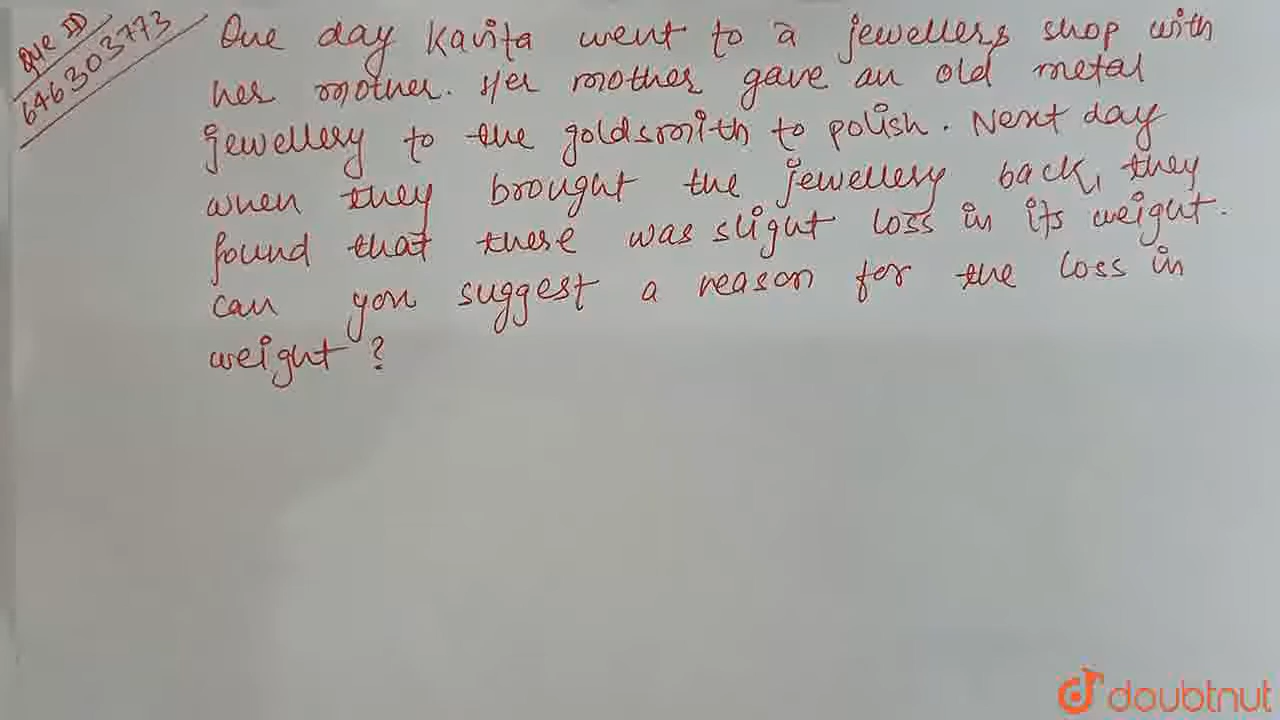 Que ID
646303773
One day Kavita went to a jewellers shop with
her mother. Her mother gave an old metal
jewellery to the goldsmith to polish. Next day
when they brought the jewellery back, they
found that there was slight loss in its weight.
Can you suggest a reason for the loss in
weight ?
doubtnut